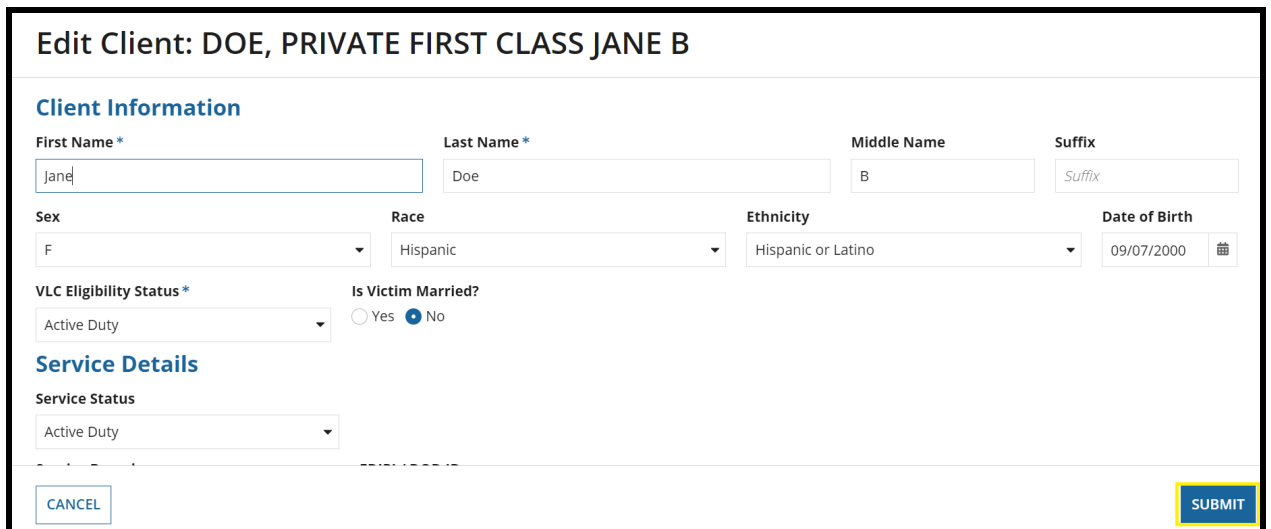 Edit Client: DOE, PRIVATE FIRST CLASS JANE B
Client Information
First Name * Last Name * Middle Name Suffix
Jane Doe B Suffix
Sex Race Ethnicity Date of Birth
F Hispanic Hispanic or Latino 09/07/2000
VLC Eligibility Status * Is Victim Married?
Active Duty Yes No
Service Details
Service Status
Active Duty
CANCEL SUBMIT